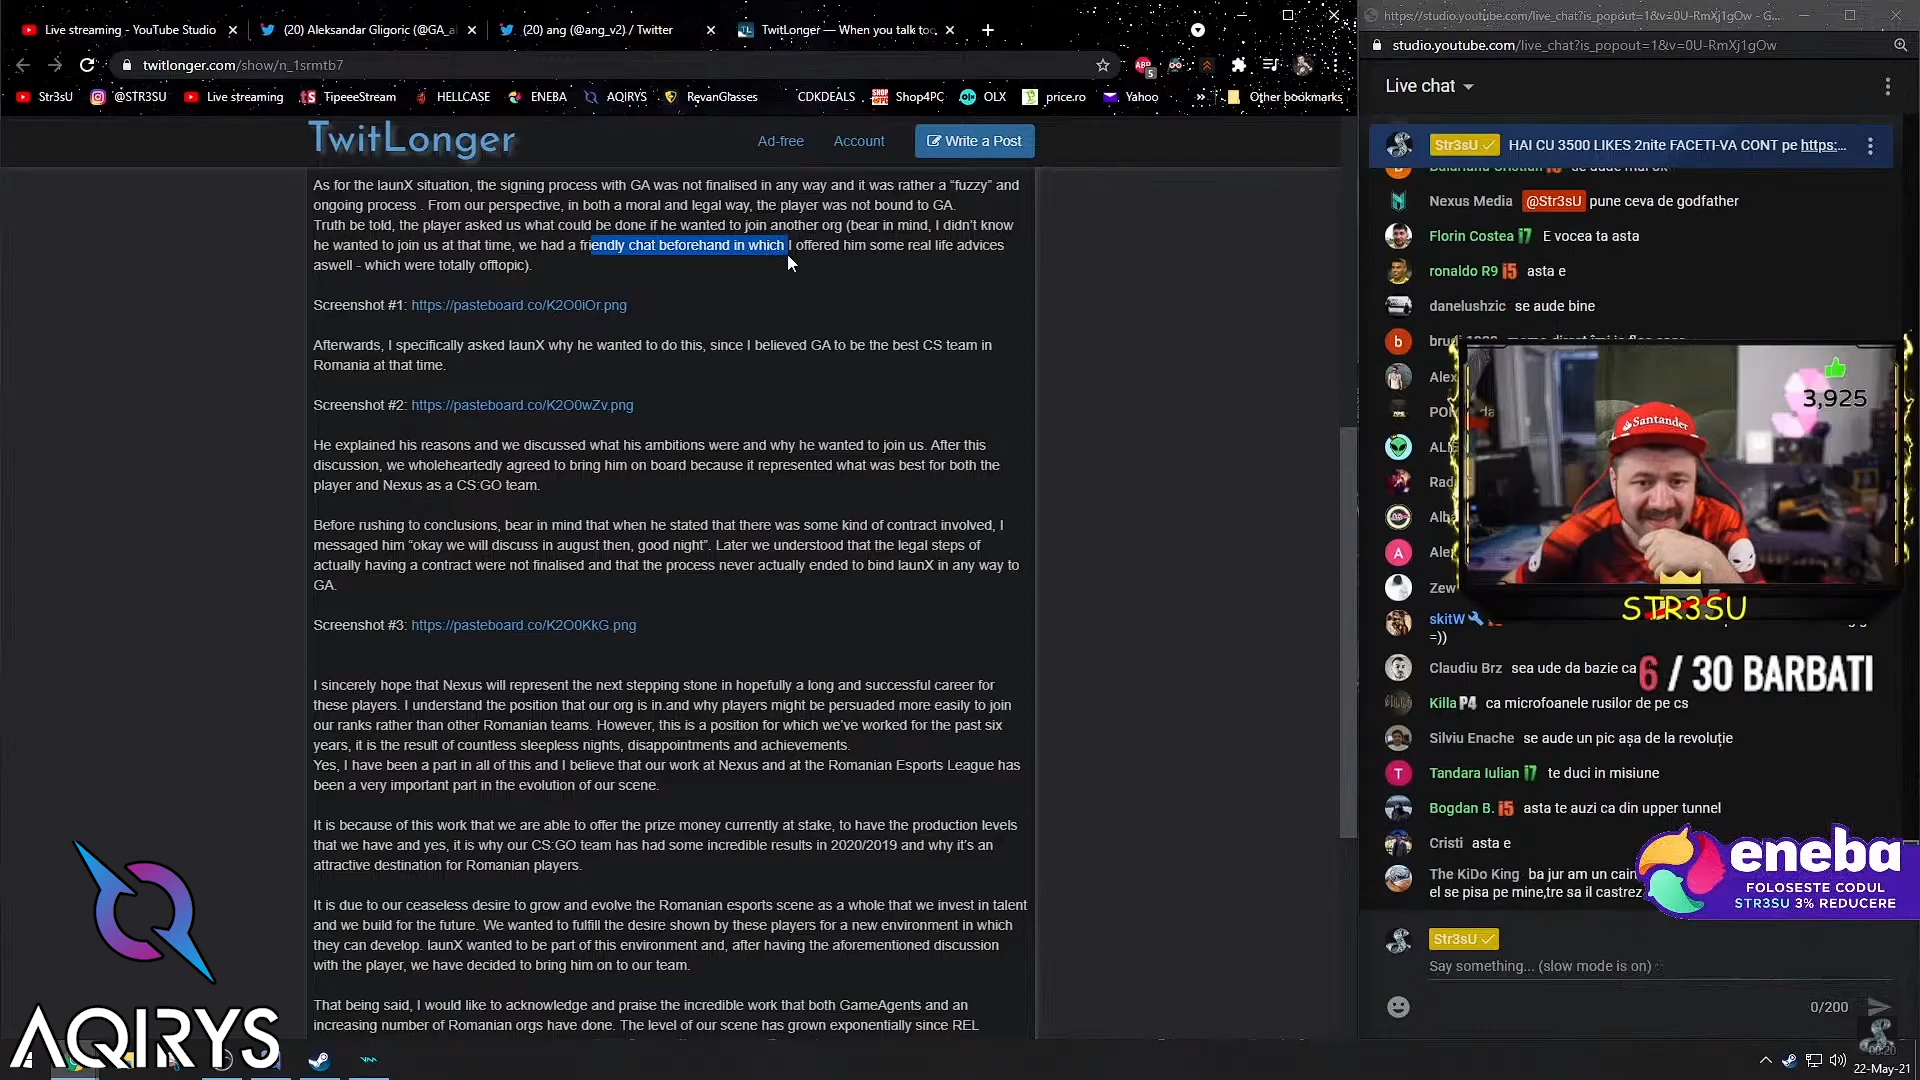 Live streaming - YouTube Studio
(20) Aleksandar Gligoric (@GA_a
(20) ang (@ang_v2) / Twitter
TwitLonger — When you talk too
https://studio.youtube.com/live_chat?is_popout=1&v=0U-RmXj1gOw - G...
twitlonger.com/show/n_1srmtb7
studio.youtube.com/live_chat?is_popout=1&v=0U-RmXj1gOw
Str3sU
@STR3SU
Live streaming
TipeeeStream
HELLCASE
ENEBA
AQIRYS
RevanGlasses
CDKDEALS
Shop4PC
OLX
price.ro
Yahoo
Other bookmarks
TwitLonger
Ad-free
Account
Write a Post
As for the launX situation, the signing process with GA was not finalised in any way and it was rather a “fuzzy” and
ongoing process . From our perspective, in both a moral and legal way, the player was not bound to GA.
Truth be told, the player asked us what could be done if he wanted to join another org (bear in mind, I didn’t know
he wanted to join us at that time, we had a friendly chat beforehand in which I offered him some real life advices
aswell - which were totally offtopic).
Screenshot #1: https://pasteboard.co/K2O0iOr.png
Afterwards, I specifically asked launX why he wanted to do this, since I believed GA to be the best CS team in
Romania at that time.
Screenshot #2: https://pasteboard.co/K2O0wZv.png
He explained his reasons and we discussed what his ambitions were and why he wanted to join us. After this
discussion, we wholeheartedly agreed to bring him on board because it represented what was best for both the
player and Nexus as a CS:GO team.
Before rushing to conclusions, bear in mind that when he stated that there was some kind of contract involved, I
messaged him “okay we will discuss in august then, good night”. Later we understood that the legal steps of
actually having a contract were not finalised and that the process never actually ended to bind launX in any way to
GA.
Screenshot #3: https://pasteboard.co/K2O0KkG.png
I sincerely hope that Nexus will represent the next stepping stone in hopefully a long and successful career for
these players. I understand the position that our org is in.and why players might be persuaded more easily to join
our ranks rather than other Romanian teams. However, this is a position for which we’ve worked for the past six
years, it is the result of countless sleepless nights, disappointments and achievements.
Yes, I have been a part in all of this and I believe that our work at Nexus and at the Romanian Esports League has
been a very important part in the evolution of our scene.
It is because of this work that we are able to offer the prize money currently at stake, to have the production levels
that we have and yes, it is why our CS:GO team has had some incredible results in 2020/2019 and why it’s an
attractive destination for Romanian players.
It is due to our ceaseless desire to grow and evolve the Romanian esports scene as a whole that we invest in talent
and we build for the future. We wanted to fulfill the desire shown by these players for a new environment in which
they can develop. launX wanted to be part of this environment and, after having the aforementioned discussion
with the player, we have decided to bring him on to our team.
That being said, I would like to acknowledge and praise the incredible work that both GameAgents and an
increasing number of Romanian orgs have done. The level of our scene has grown exponentially since REL
AQIRYS
Live chat
Str3sU HAI CU 3500 LIKES 2nite FACETI-VA CONT pe https:...
Nexus Media @Str3sU pune ceva de godfather
Florin Costea i7 E vocea ta asta
ronaldo R9 i5 asta e
danelushzic se aude bine
Alex
ALE
Rad
Alba
Ale
Zew
skitW
=))
Claudiu Brz sea ude da bazie ca
Killa P4 ca microfoanele rusilor de pe cs
Silviu Enache se aude un pic așa de la revoluție
Tandara Iulian i7 te duci in misiune
Bogdan B. i5 asta te auzi ca din upper tunnel
Cristi asta e
The KiDo King ba jur am un cain
el se pisa pe mine,tre sa il castrez
3,925
Santander
STR3SU
6 / 30 BARBATI
eneba
FOLOSESTE CODUL
STR3SU 3% REDUCERE
Str3sU
Say something... (slow mode is on)
0/200
00:20
22-May-21